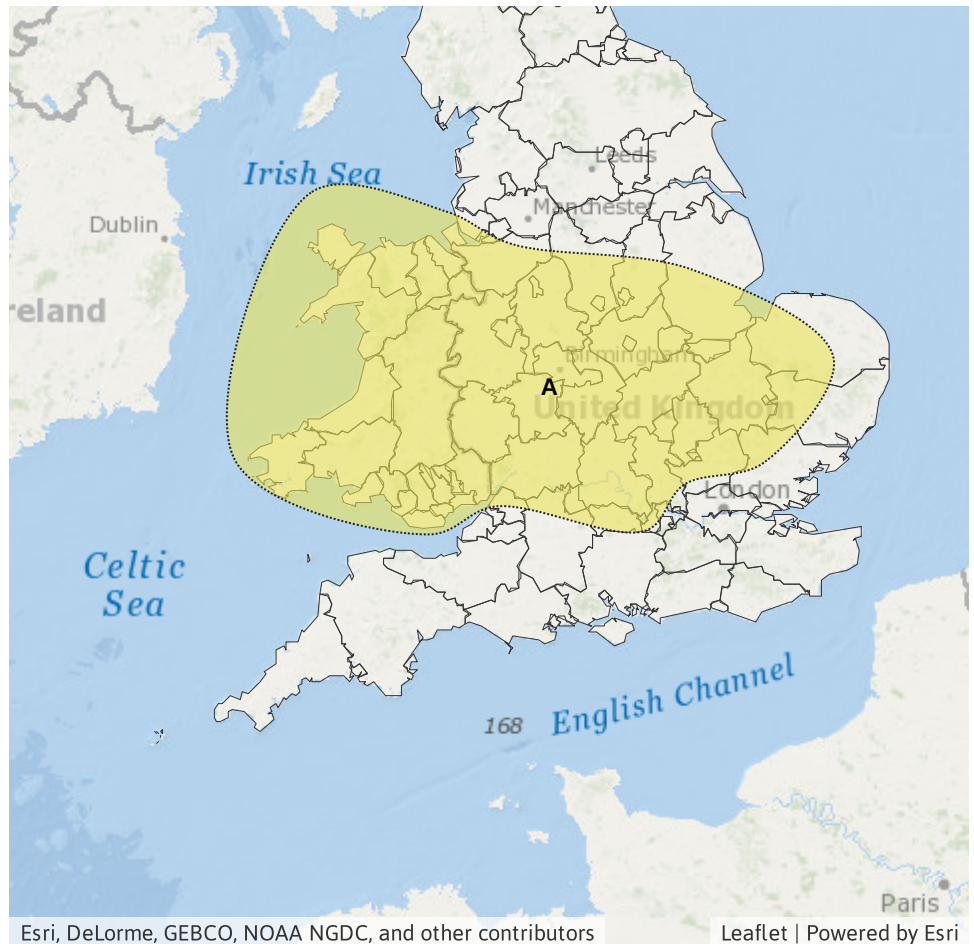 Irish Sea
Leeds
Manchester
Dublin
reland
Birmingham
A
United Kingdom
London
Celtic
Sea
English Channel
168
Paris
Esri, DeLorme, GEBCO, NOAA NGDC, and other contributors
Leaflet | Powered by Esri